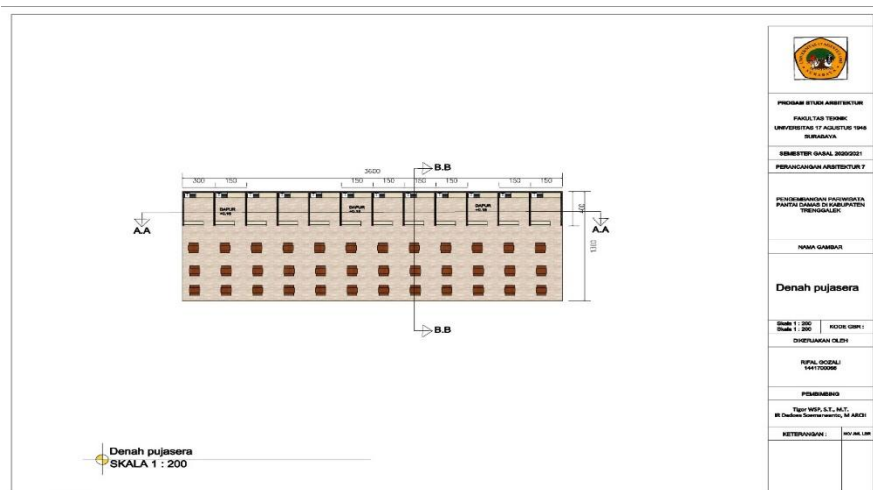 3600
300 150 150 150 150 150 150 150
B.B
DAPUR
DAPUR
DAPUR
A.A
A.A
B.B
Denah pujasera
SKALA 1 : 200
PROGAM STUDI ARSITEKTUR
FAKULTAS TEKNIK
UNIVERSITAS 17 AGUSTUS 1945
SURABAYA
SEMESTER GASAL 2020/2021
PERANCANGAN ARSITEKTUR 7
PENGEMBANGAN PARIWISATA
PANTAI DAMAS DI KABUPATEN
TRENGGALEK
NAMA GAMBAR
Denah pujasera
Skala 1 : 200
Skala 1 : 200
KODE GBR :
DIKERJAKAN OLEH
RIFAL GOZALI
1441700066
PEMBIMBING
Tigor WSP, S.T., M.T.
KETERANGAN :